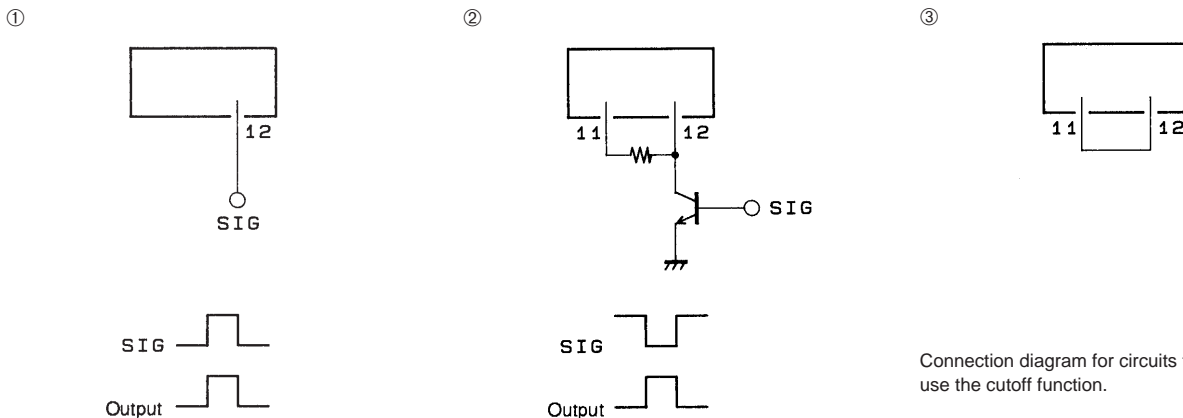 ①
12
SIG
SIG
Output
②
11
12
SIG
SIG
Output
③
11
12
Connection diagram for circuits
use the cutoff function.